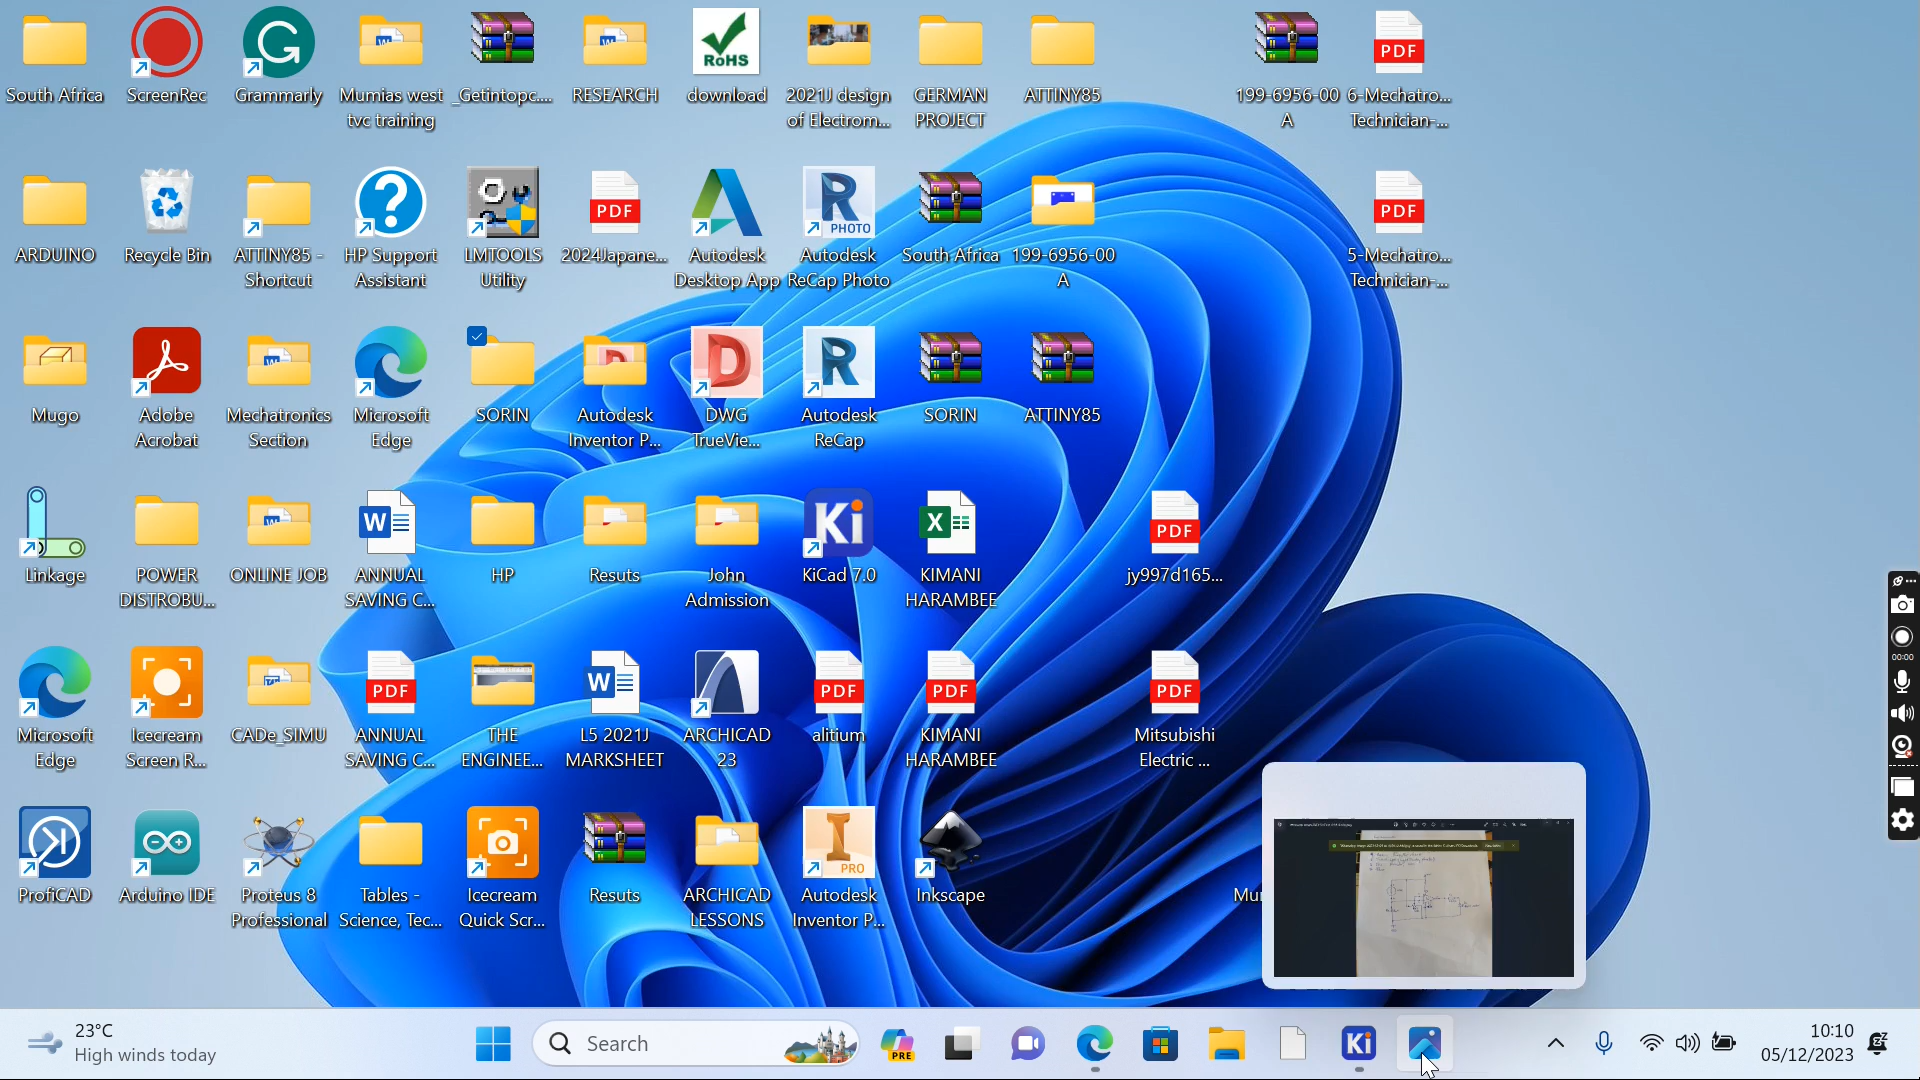 South Africa
ScreenRec
Grammarly
Mumias west
tvc training
_Getintopc....
RESEARCH
RoHS
download
2021J design
of Electrom...
GERMAN
PROJECT
ATTINY85
199-6956-00
A
PDF
6-Mechatro...
Technician-...
ARDUINO
Recycle Bin
ATTINY85 -
Shortcut
HP Support
Assistant
LMTOOLS
Utility
PDF
2024Japane...
Autodesk
Desktop App
R
PHOTO
Autodesk
ReCap Photo
South Africa
199-6956-00
A
PDF
5-Mechatro...
Technician-...
Mugo
Adobe
Acrobat
Mechatronics
Section
Microsoft
Edge
SORIN
Autodesk
Inventor P...
D
DWG
TrueVie...
R
Autodesk
ReCap
SORIN
ATTINY85
Linkage
POWER
DISTROBU...
ONLINE JOB
W
ANNUAL
SAVING C...
HP
Resuts
John
Admission
Ki
KiCad 7.0
X
KIMANI
HARAMBEE
PDF
jy997d165...
Microsoft
Edge
Icecream
Screen R...
CADe_SIMU
PDF
ANNUAL
SAVING C...
THE
ENGINEE...
W
L5 2021J
MARKSHEET
ARCHICAD
23
PDF
alitium
PDF
KIMANI
HARAMBEE
PDF
Mitsubishi
Electric ...
00:00
ProfiCAD
Arduino IDE
Proteus 8
Professional
Tables -
Science, Tec...
Icecream
Quick Scr...
Resuts
ARCHICAD
LESSONS
I
PRO
Autodesk
Inventor P...
Inkscape
Mur
23°C
High winds today
Search
PRE
Ki
10:10
05/12/2023